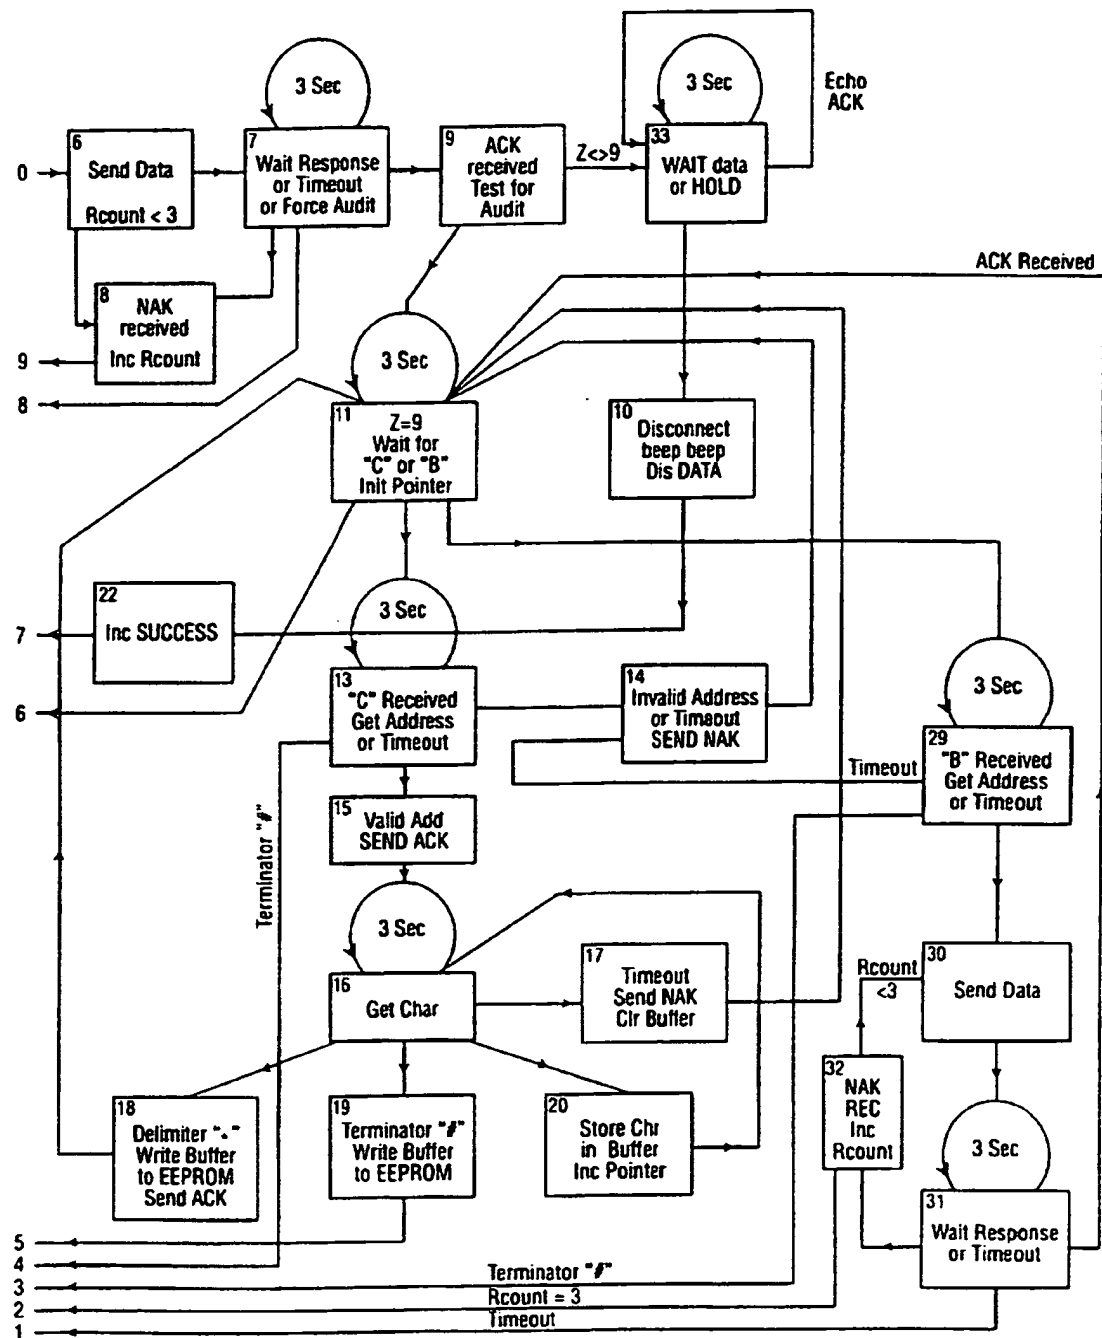 3 Sec
3 Sec
Echo
ACK
6
Send Data
Rcount < 3
7
Wait Response
or Timeout
or Force Audit
9
ACK
received
Test for
Audit
Z<>9
33
WAIT data
or HOLD
0
ACK Received
8
NAK
received
Inc Rcount
9
8
3 Sec
11
Z=9
Wait for
"C" or "B"
Init Pointer
10
Disconnect
beep beep
Dis DATA
22
Inc SUCCESS
7
6
3 Sec
13
"C" Received
Get Address
or Timeout
14
Invalid Address
or Timeout
SEND NAK
3 Sec
Timeout
29
"B" Received
Get Address
or Timeout
15
Valid Add
SEND ACK
Terminator "#"
3 Sec
16
Get Char
17
Timeout
Send NAK
Clr Buffer
Rcount
<3
30
Send Data
18
Delimiter "*"
Write Buffer
to EEPROM
Send ACK
19
Terminator "#"
Write Buffer
to EEPROM
20
Store Chr
in Buffer
Inc Pointer
32
NAK
REC
Inc
Rcount
3 Sec
31
Wait Response
or Timeout
5
4
3
Terminator "#"
2
Rcount = 3
1
Timeout